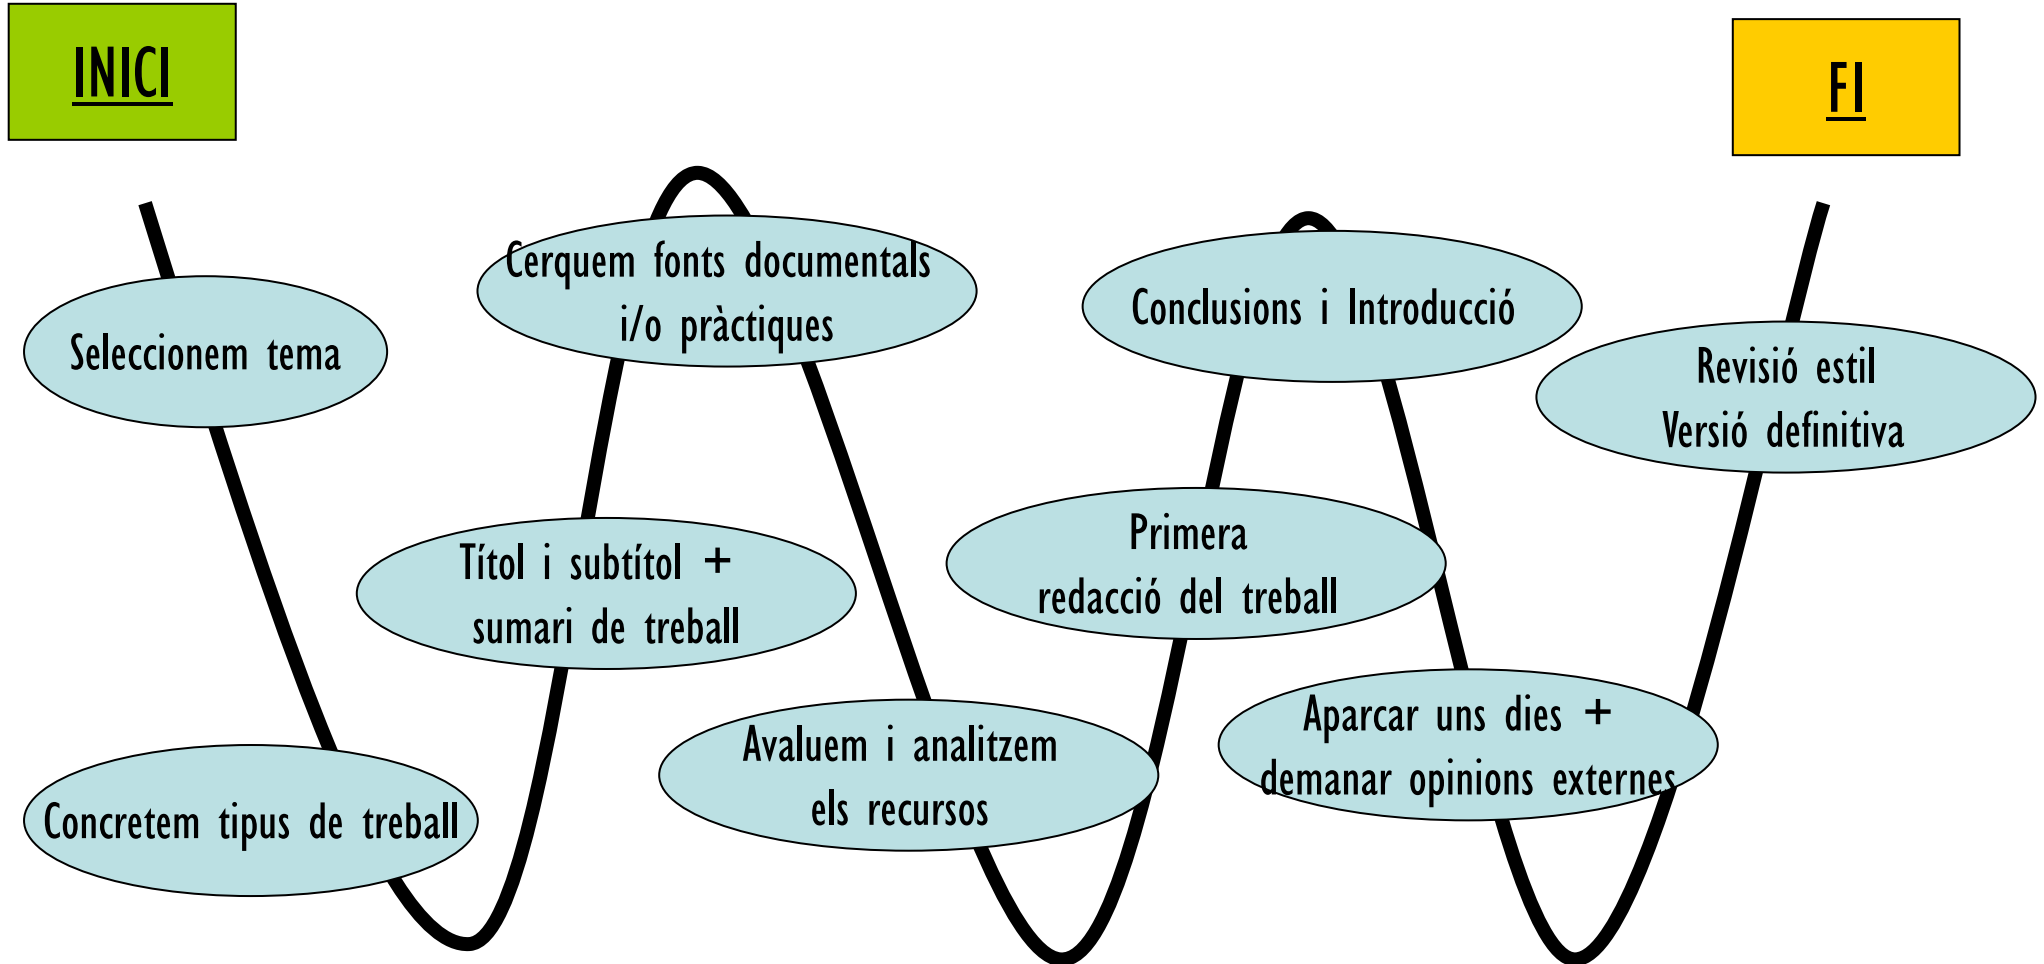 INICI
FI
Seleccionem tema
Concretem tipus de treball
Títol i subtítol +
sumari de treball
Cerquem fonts documentals
i/o pràctiques
Avaluem i analitzem
els recursos
Primera
redacció del treball
Conclusions i Introducció
Aparcar uns dies +
demanar opinions externes
Revisió estil
Versió definitiva